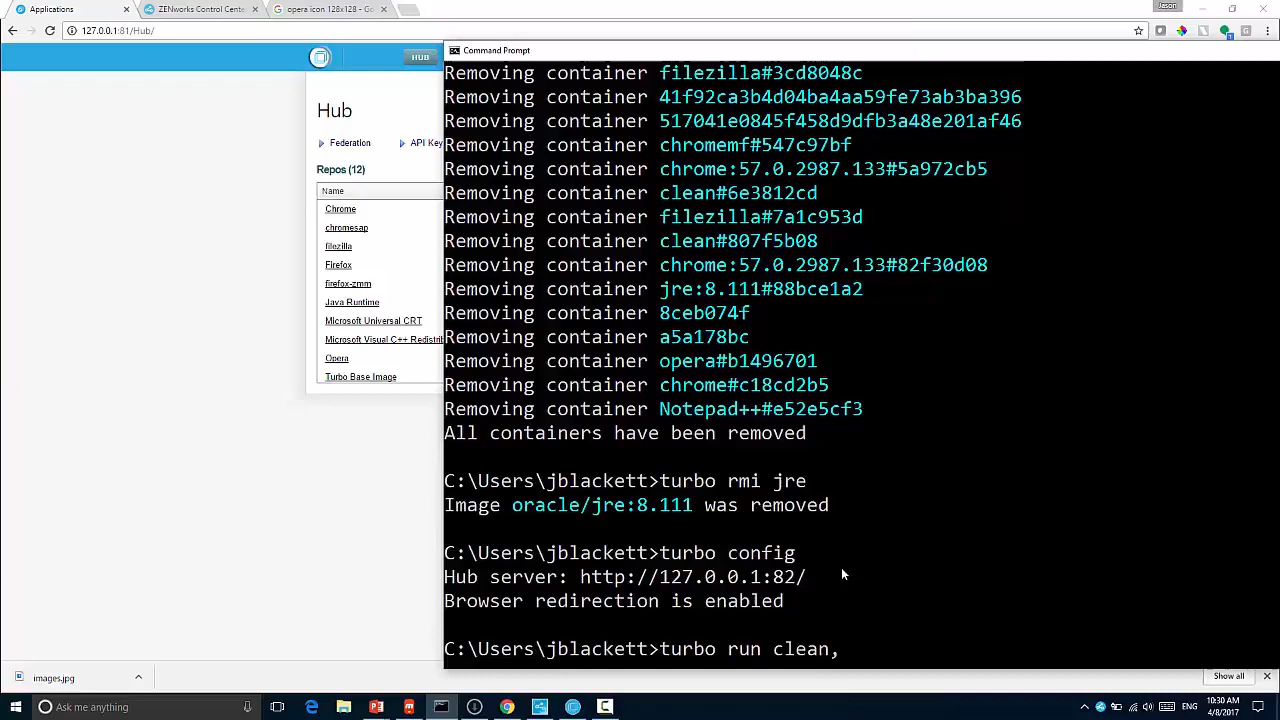 Applications
ZENworks Control Cente
opera icon 128x128 - Go
Jason
127.0.0.1:81/Hub/
HUB
Hub
Federation
API Key
Repos (12)
Name
Chrome
chromesap
filezilla
Firefox
firefox-zmm
Java Runtime
Microsoft Universal CRT
Microsoft Visual C++ Redistrib
Opera
Turbo Base Image
Command Prompt
Removing container filezilla#3cd8048c
Removing container 41f92ca3b4d04ba4aa59fe73ab3ba396
Removing container 517041e0845f458d9dfb3a48e201af46
Removing container chromemf#547c97bf
Removing container chrome:57.0.2987.133#5a972cb5
Removing container clean#6e3812cd
Removing container filezilla#7a1c953d
Removing container clean#807f5b08
Removing container chrome:57.0.2987.133#82f30d08
Removing container jre:8.111#88bce1a2
Removing container 8ceb074f
Removing container a5a178bc
Removing container opera#b1496701
Removing container chrome#c18cd2b5
Removing container Notepad++#e52e5cf3
All containers have been removed
C:\Users\jblackett>turbo rmi jre
Image oracle/jre:8.111 was removed
C:\Users\jblackett>turbo config
Hub server: http://127.0.0.1:82/
Browser redirection is enabled
C:\Users\jblackett>turbo run clean,
images.jpg
Show all
Ask me anything
ENG
10:30 AM
4/8/2017